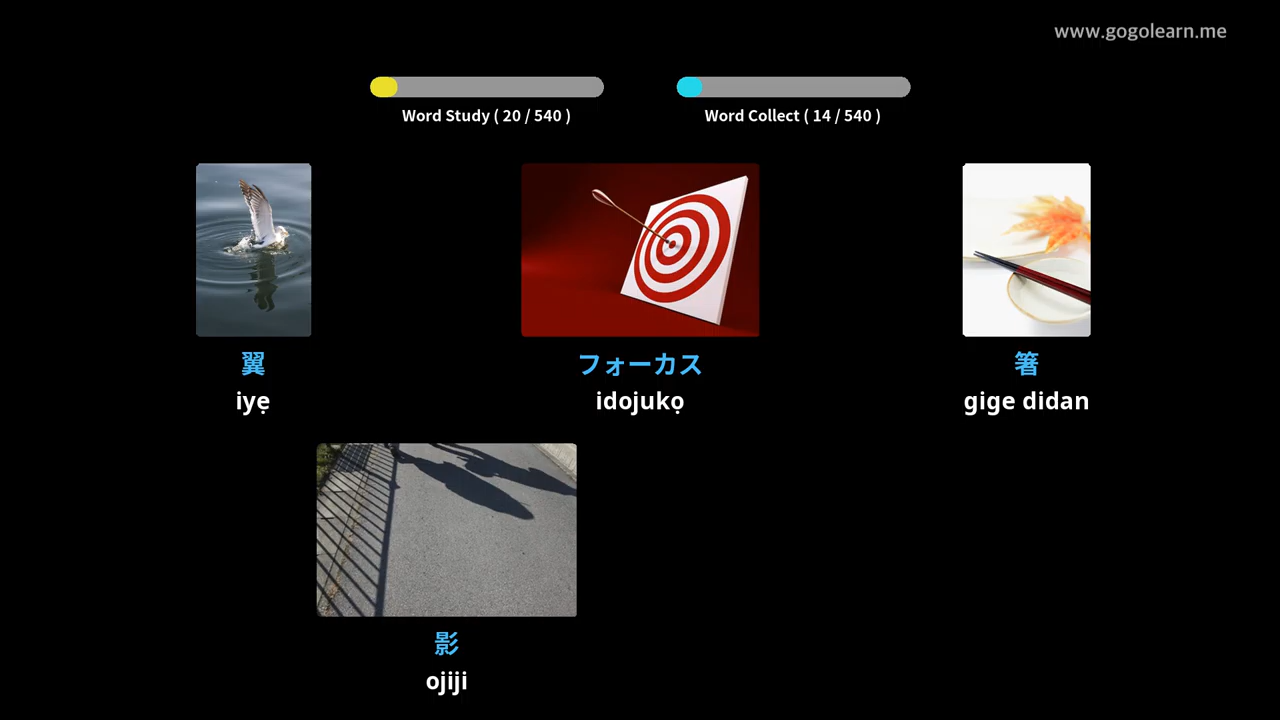 www.gogolearn.me
Word Study ( 20 / 540 )
Word Collect ( 14 / 540 )
翼
iyẹ
フォーカス
idojukọ
箸
gige didan
影
ojiji